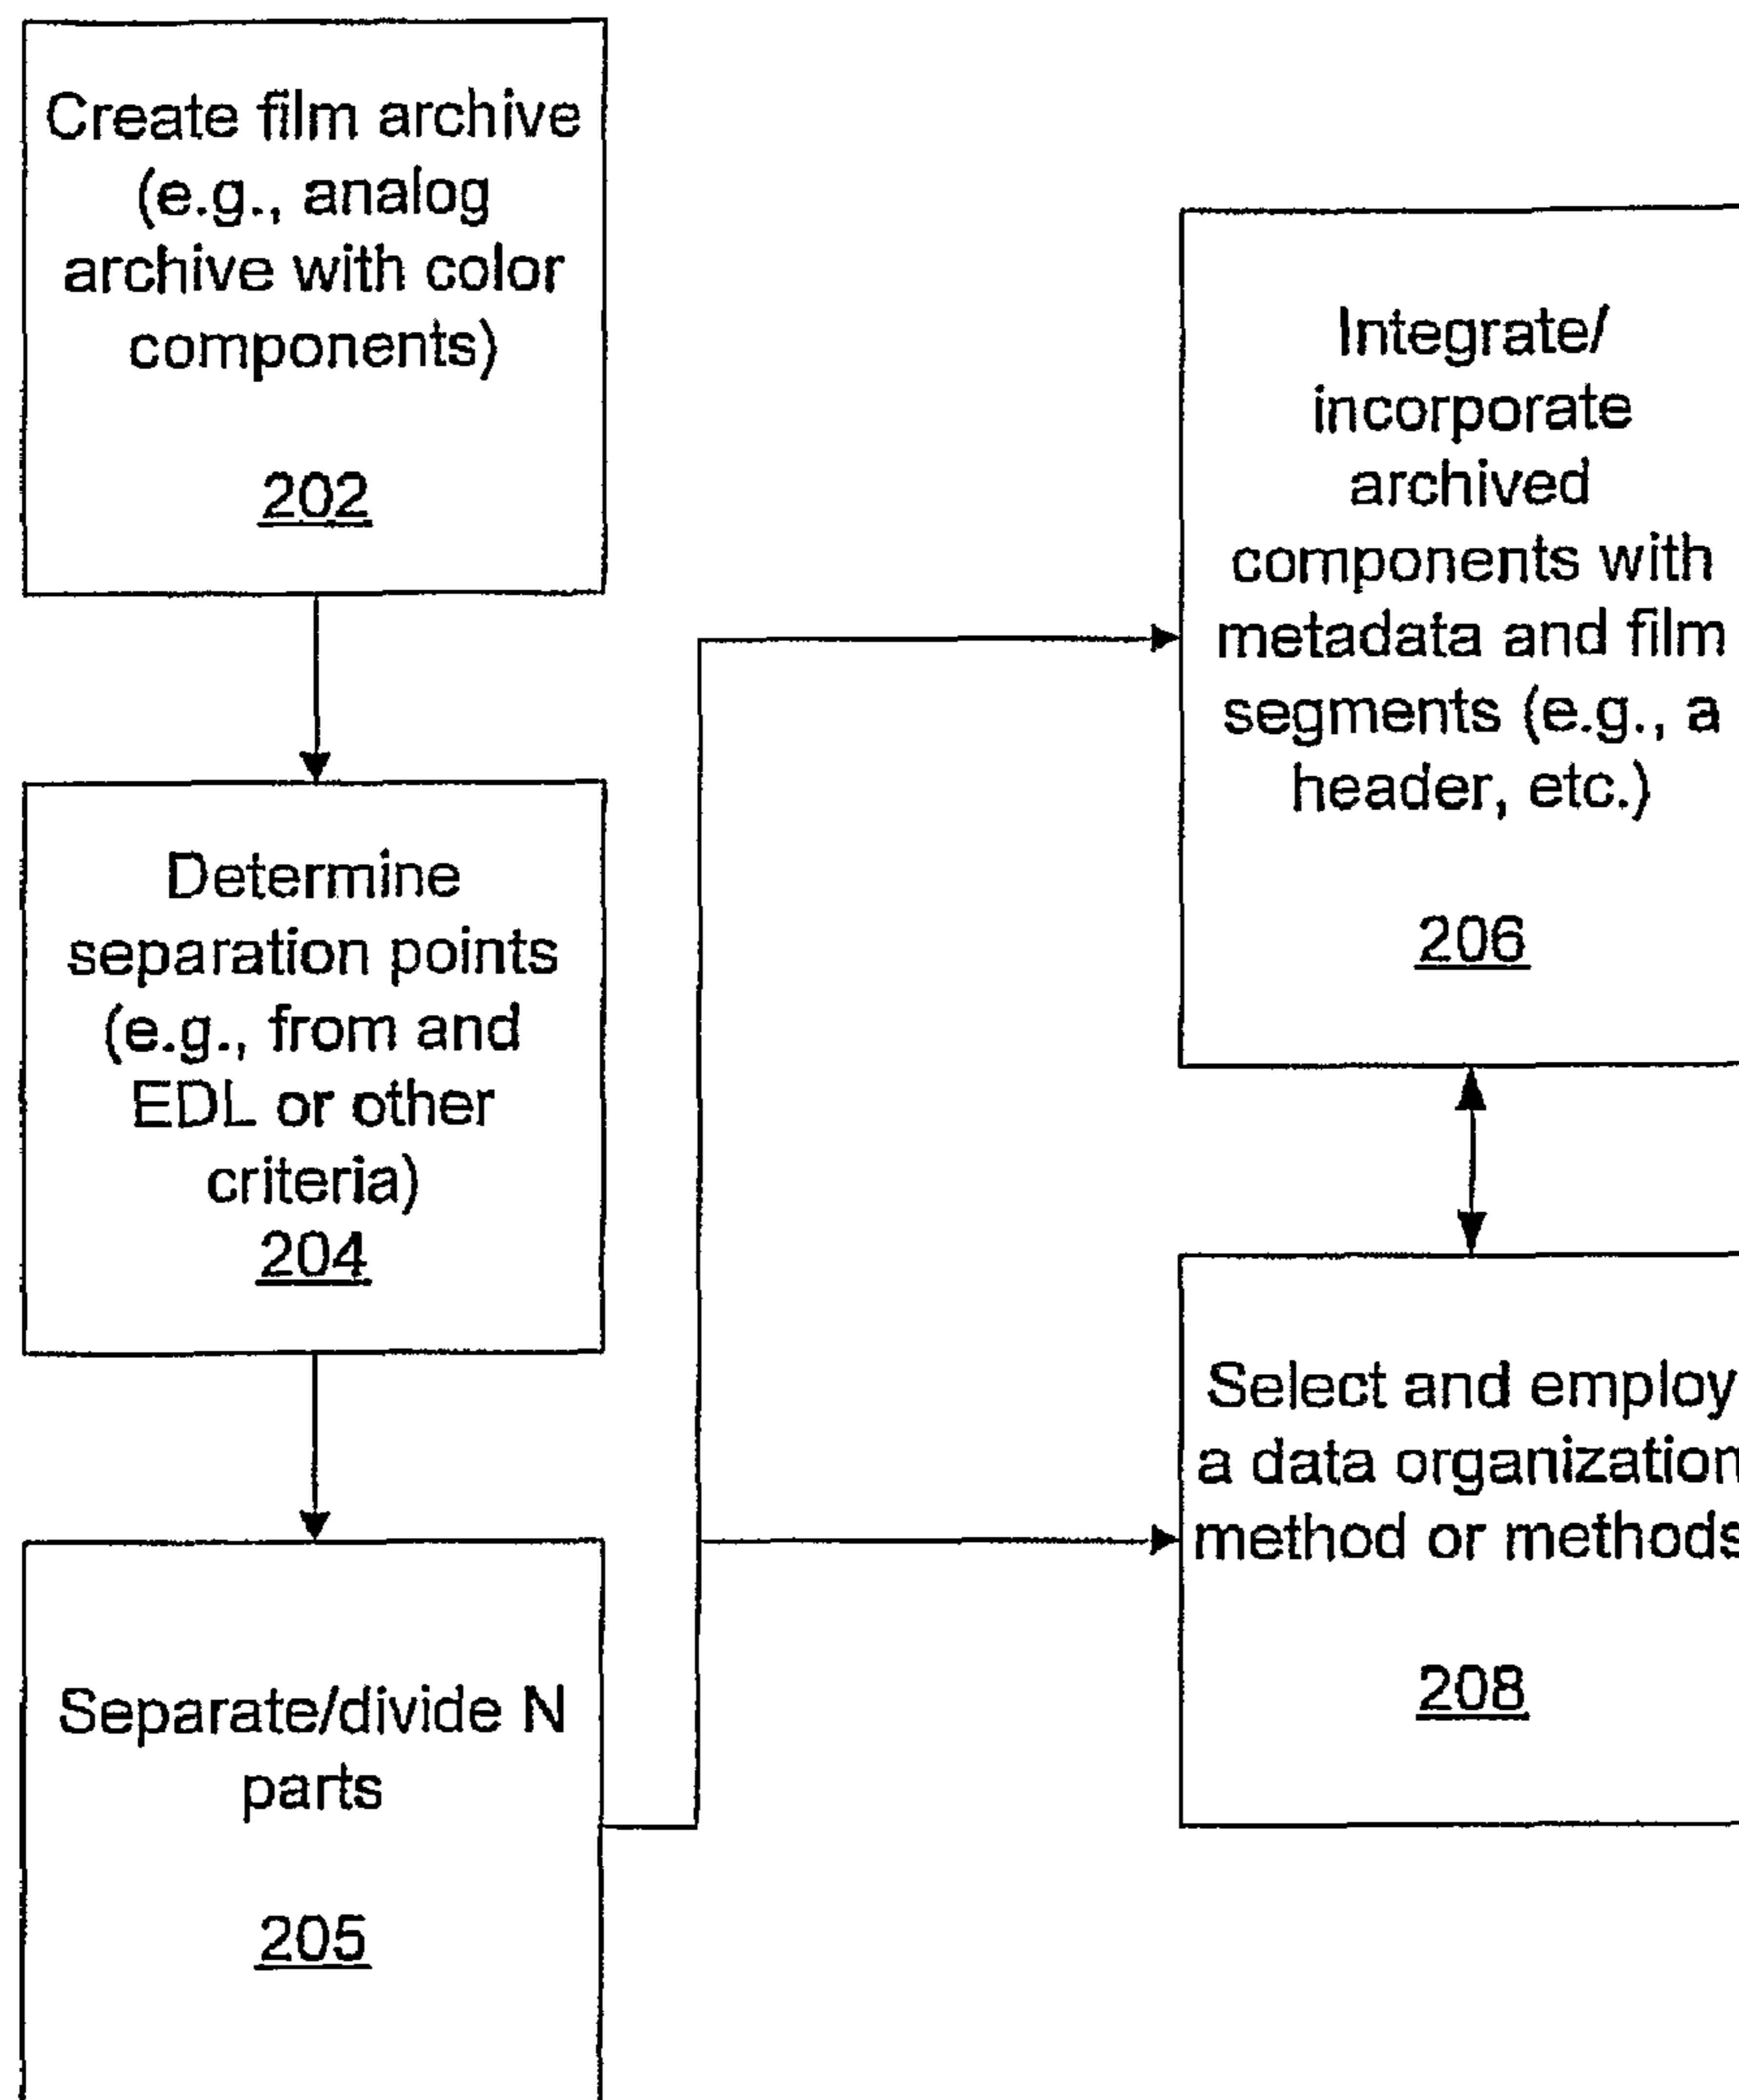 Create film archive
(e.g., analog
archive with color
components)
202
Determine
separation points
(e.g., from and
EDL or other
criteria)
204
Separate/divide N
parts
205
Integrate/
incorporate
archived
components with
metadata and film
segments (e.g., a
header, etc.)
206
Select and employ
a data organization
method or methods
208